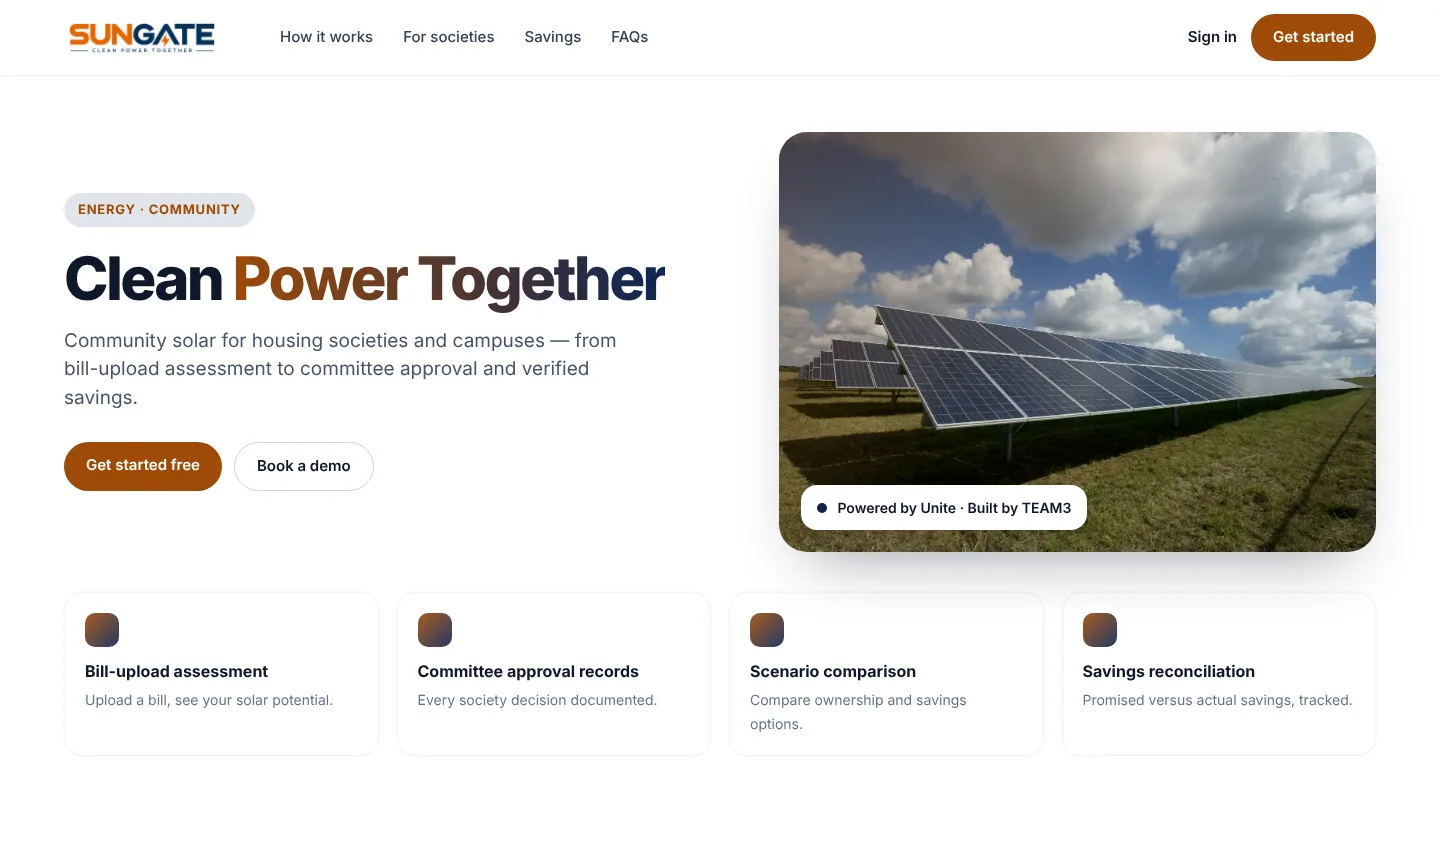 SUNGATE
CLEAN POWER TOGETHER
How it works
For societies
Savings
FAQs
Sign in
Get started
ENERGY · COMMUNITY
Clean Power Together
Community solar for housing societies and campuses — from
bill-upload assessment to committee approval and verified
savings.
Get started free
Book a demo
Powered by Unite · Built by TEAM3
Bill-upload assessment
Upload a bill, see your solar potential.
Committee approval records
Every society decision documented.
Scenario comparison
Compare ownership and savings
options.
Savings reconciliation
Promised versus actual savings, tracked.